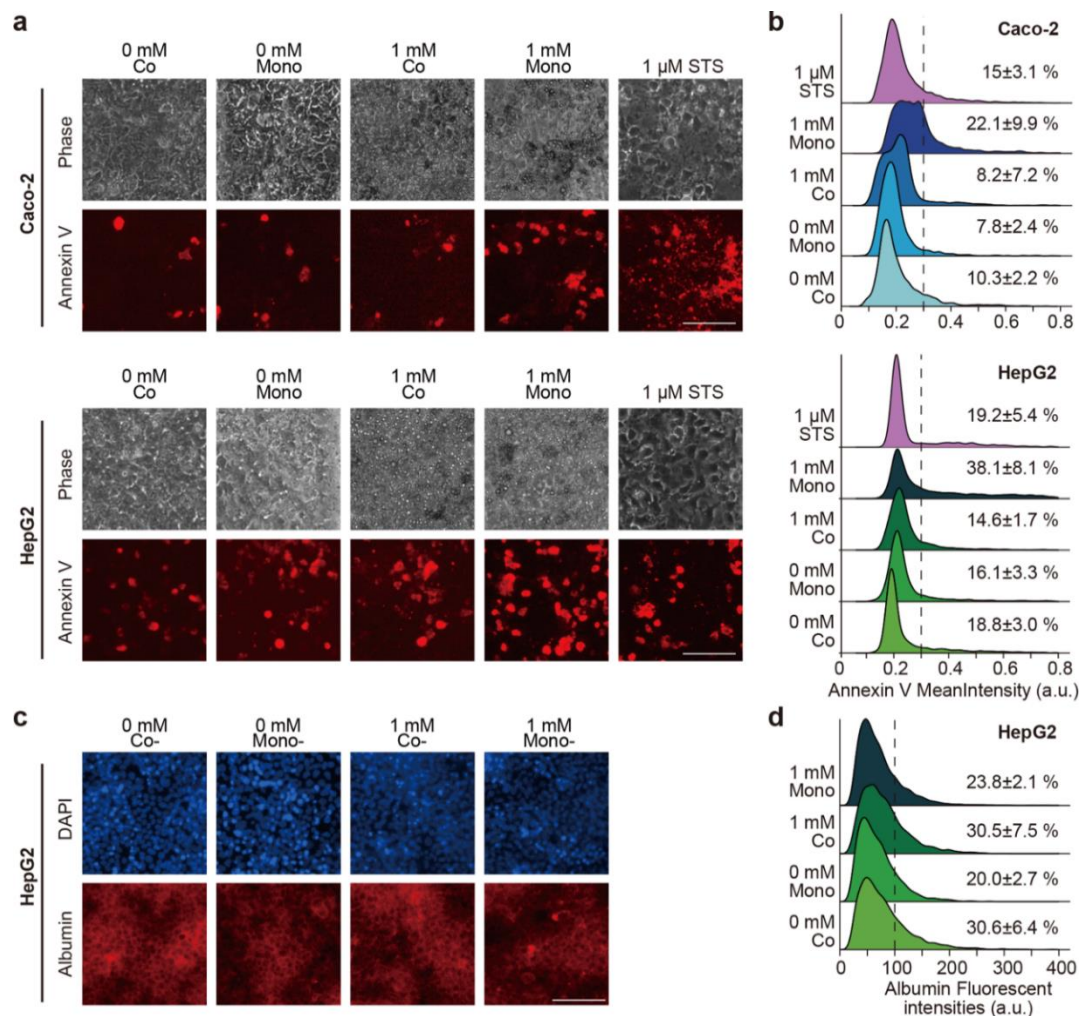 a
0 mM
Co
0 mM
Mono
1 mM
Co
1 mM
Mono
1 μM STS
Caco-2
Phase
Annexin V
0 mM
Co
0 mM
Mono
1 mM
Co
1 mM
Mono
1 μM STS
HepG2
Phase
Annexin V
b
Caco-2
1 μM
STS
15±3.1 %
1 mM
Mono
22.1±9.9 %
1 mM
Co
8.2±7.2 %
0 mM
Mono
7.8±2.4 %
0 mM
Co
10.3±2.2 %
0 0.2 0.4 0.6 0.8
HepG2
1 μM
STS
19.2±5.4 %
1 mM
Mono
38.1±8.1 %
1 mM
Co
14.6±1.7 %
0 mM
Mono
16.1±3.3 %
0 mM
Co
18.8±3.0 %
0 0.2 0.4 0.6 0.8
Annexin V MeanIntensity (a.u.)
c
0 mM
Co-
0 mM
Mono-
1 mM
Co-
1 mM
Mono-
HepG2
DAPI
Albumin
d
HepG2
1 mM
Mono
23.8±2.1 %
1 mM
Co
30.5±7.5 %
0 mM
Mono
20.0±2.7 %
0 mM
Co
30.6±6.4 %
0 100 200 300 400
Albumin Fluorescent
intensities (a.u.)